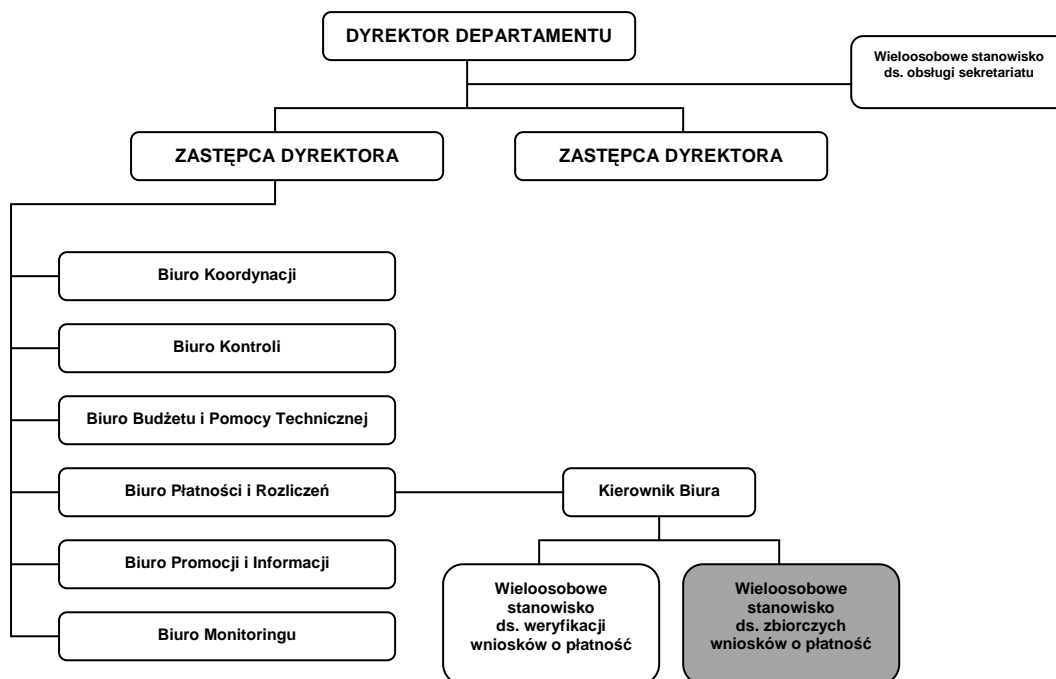 DYREKTOR DEPARTAMENTU
Wieloosobowe stanowisko
ds. obsługi sekretariatu
ZASTĘPCA DYREKTORA
ZASTĘPCA DYREKTORA
Biuro Koordynacji
Biuro Kontroli
Biuro Budżetu i Pomocy Technicznej
Biuro Płatności i Rozliczeń
Kierownik Biura
Biuro Promocji i Informacji
Wieloosobowe
stanowisko
ds. weryfikacji
wniosków o płatność
Wieloosobowe
stanowisko
ds. zbiorczych
wniosków o płatność
Biuro Monitoringu